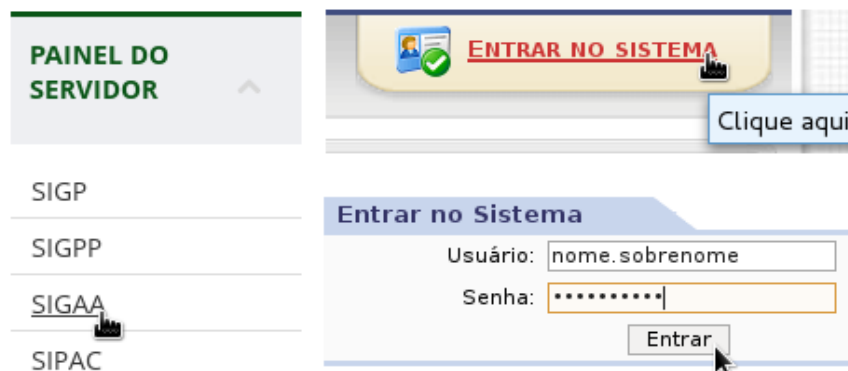 PAINEL DO
SERVIDOR
SIGP
SIGPP
SIGAA
SIPAC
ENTRAR NO SISTEMA
Clique aqui
Entrar no Sistema
Usuário: nome.sobrenome
Senha: ••••••••••
Entrar